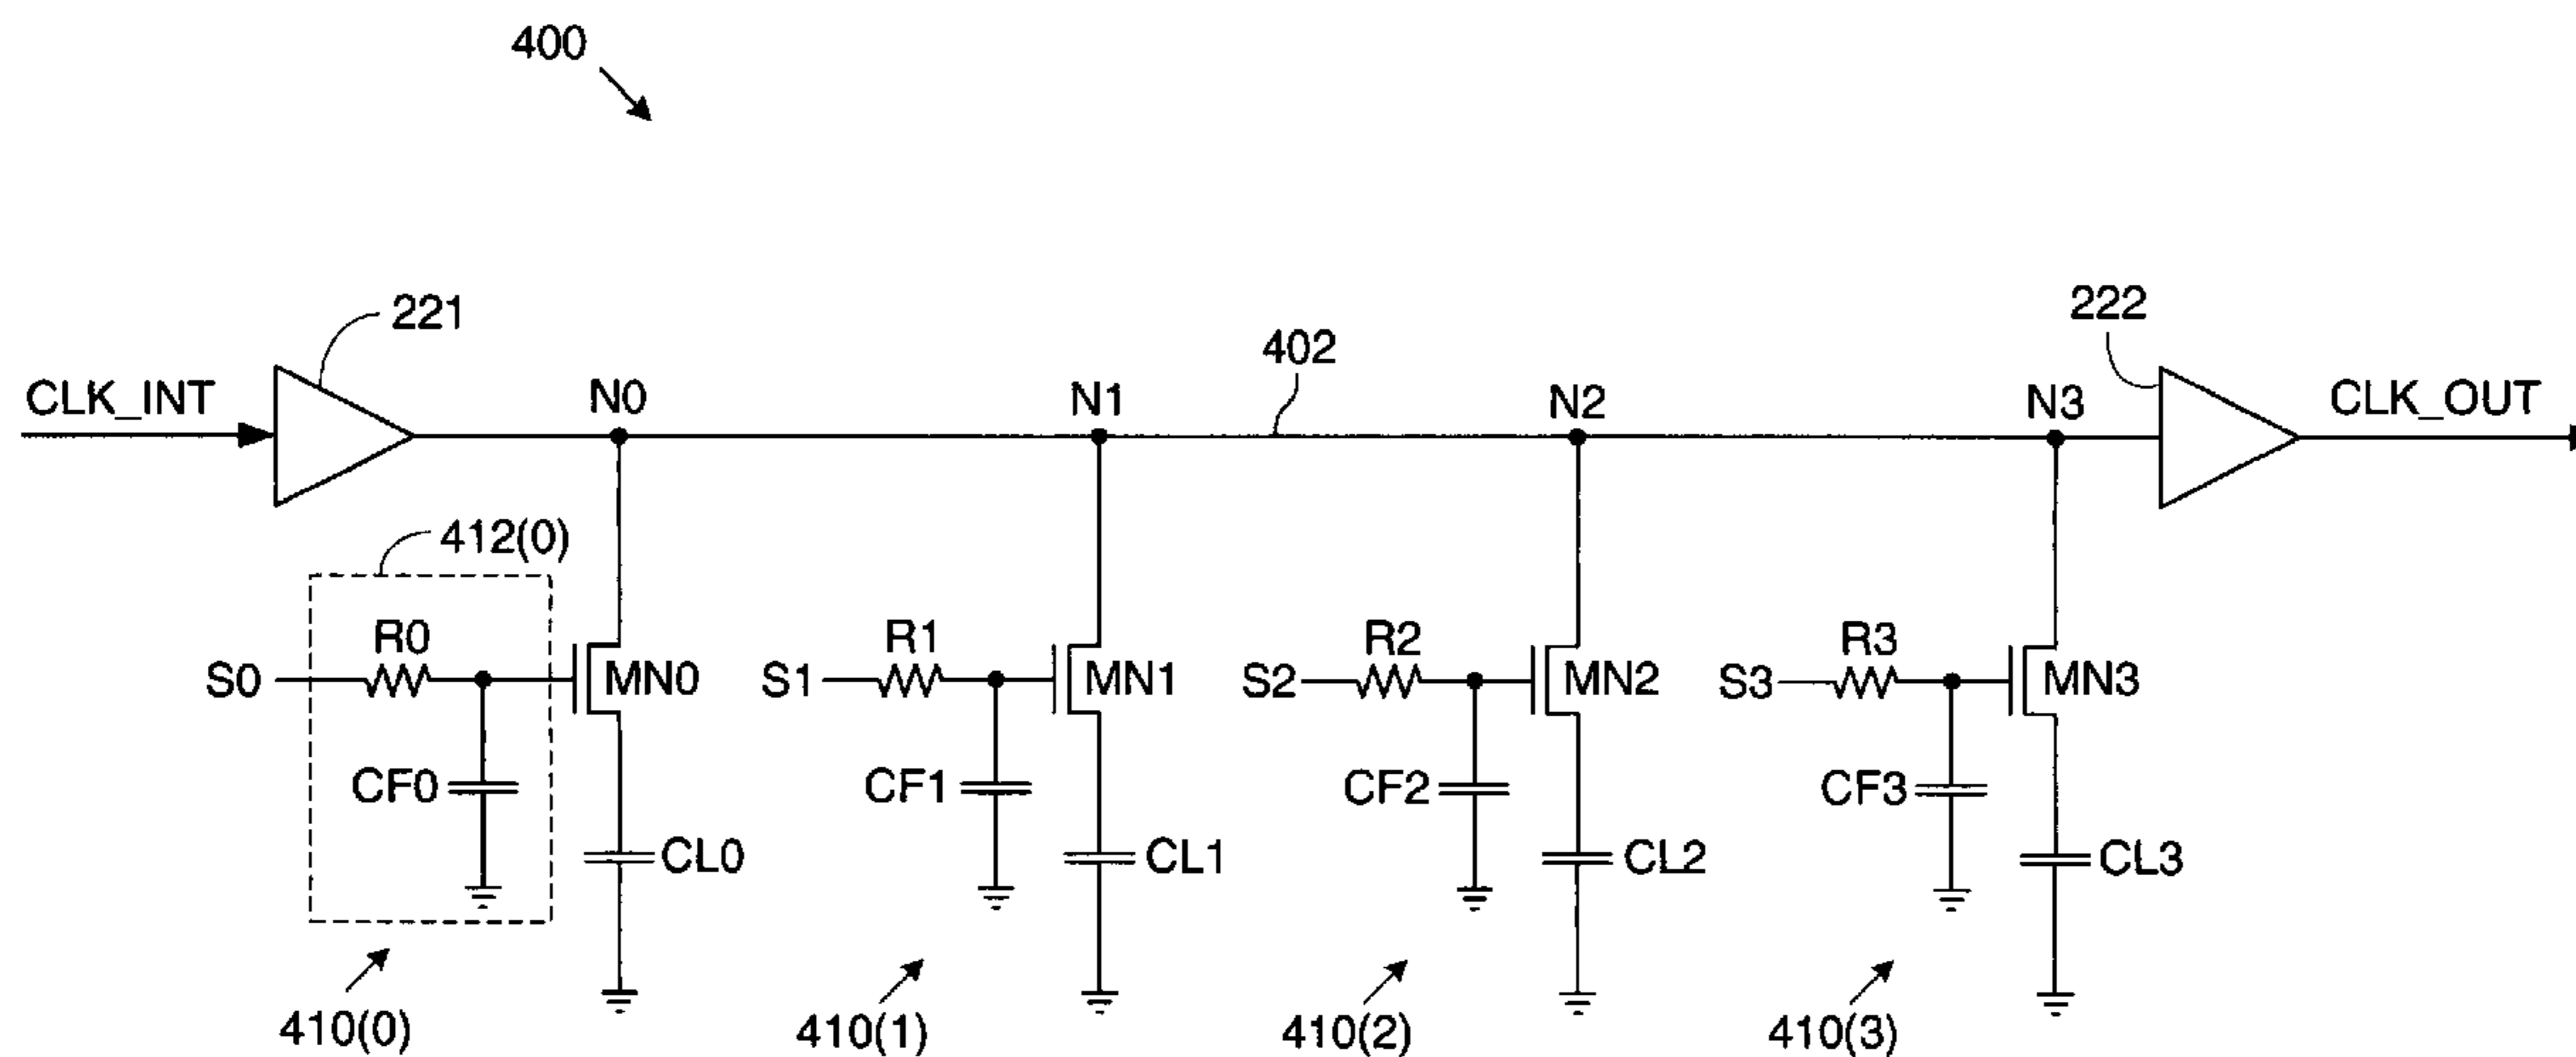 400
221
222
402
CLK_INT
N0
N1
N2
N3
CLK_OUT
412(0)
R0
R1
R2
R3
S0
MN0
S1
MN1
S2
MN2
S3
MN3
CF0
CF1
CF2
CF3
CL0
CL1
CL2
CL3
410(0)
410(1)
410(2)
410(3)